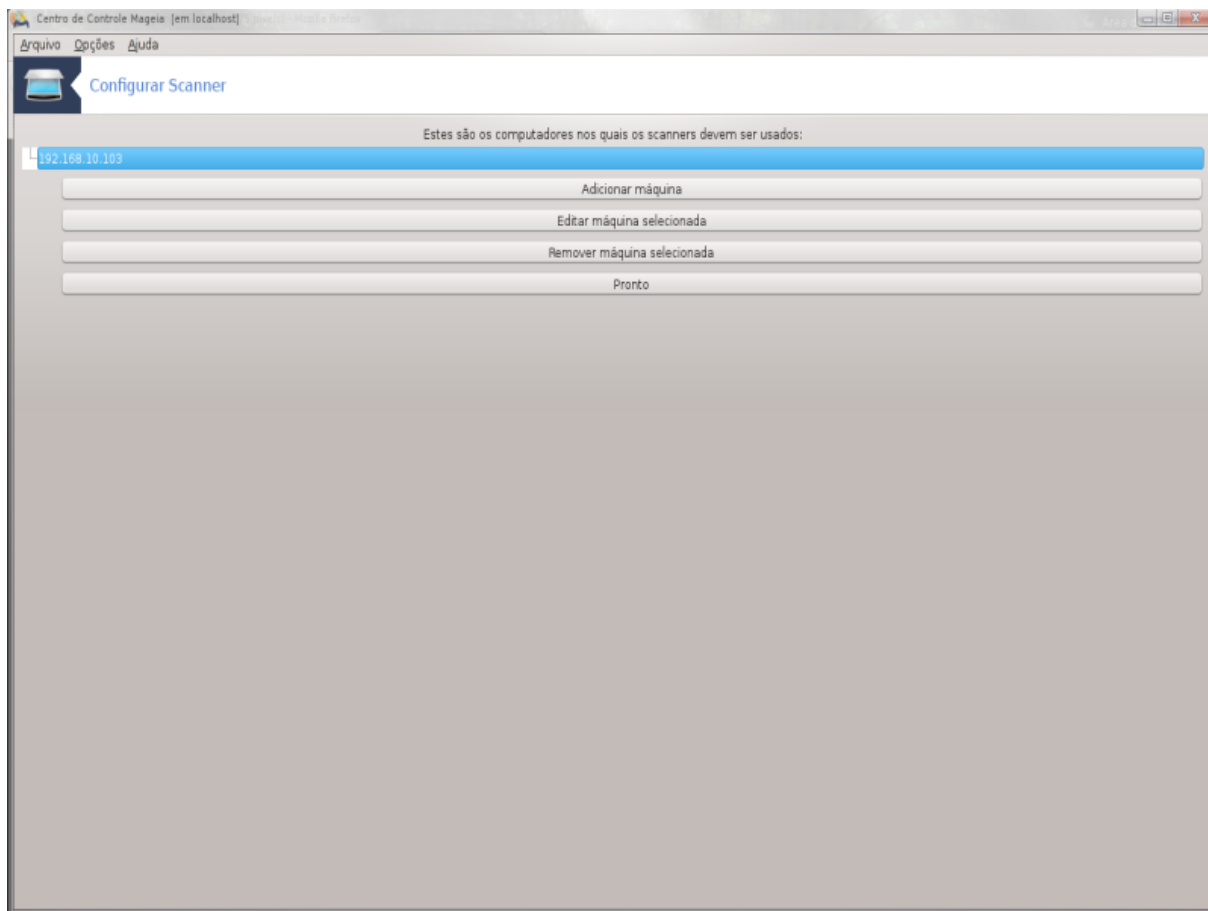 Centro de Controle Mageia [em localhost]
Arquivo Opções Ajuda
Configurar Scanner
Estes são os computadores nos quais os scanners devem ser usados:
192.168.10.103
Adicionar máquina
Editar máquina selecionada
Remover máquina selecionada
Pronto